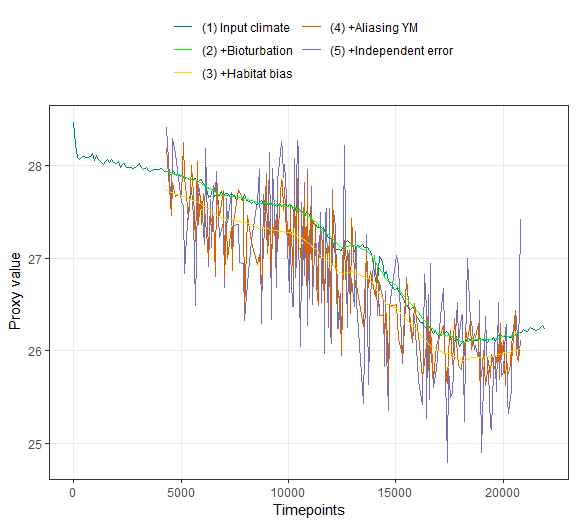 (1) Input climate (4) +Aliasing YM
(2) +Bioturbation (5) +Independent error
(3) +Habitat bias
28
27
26
25
Proxy value
0 5000 10000 15000 20000
Timepoints